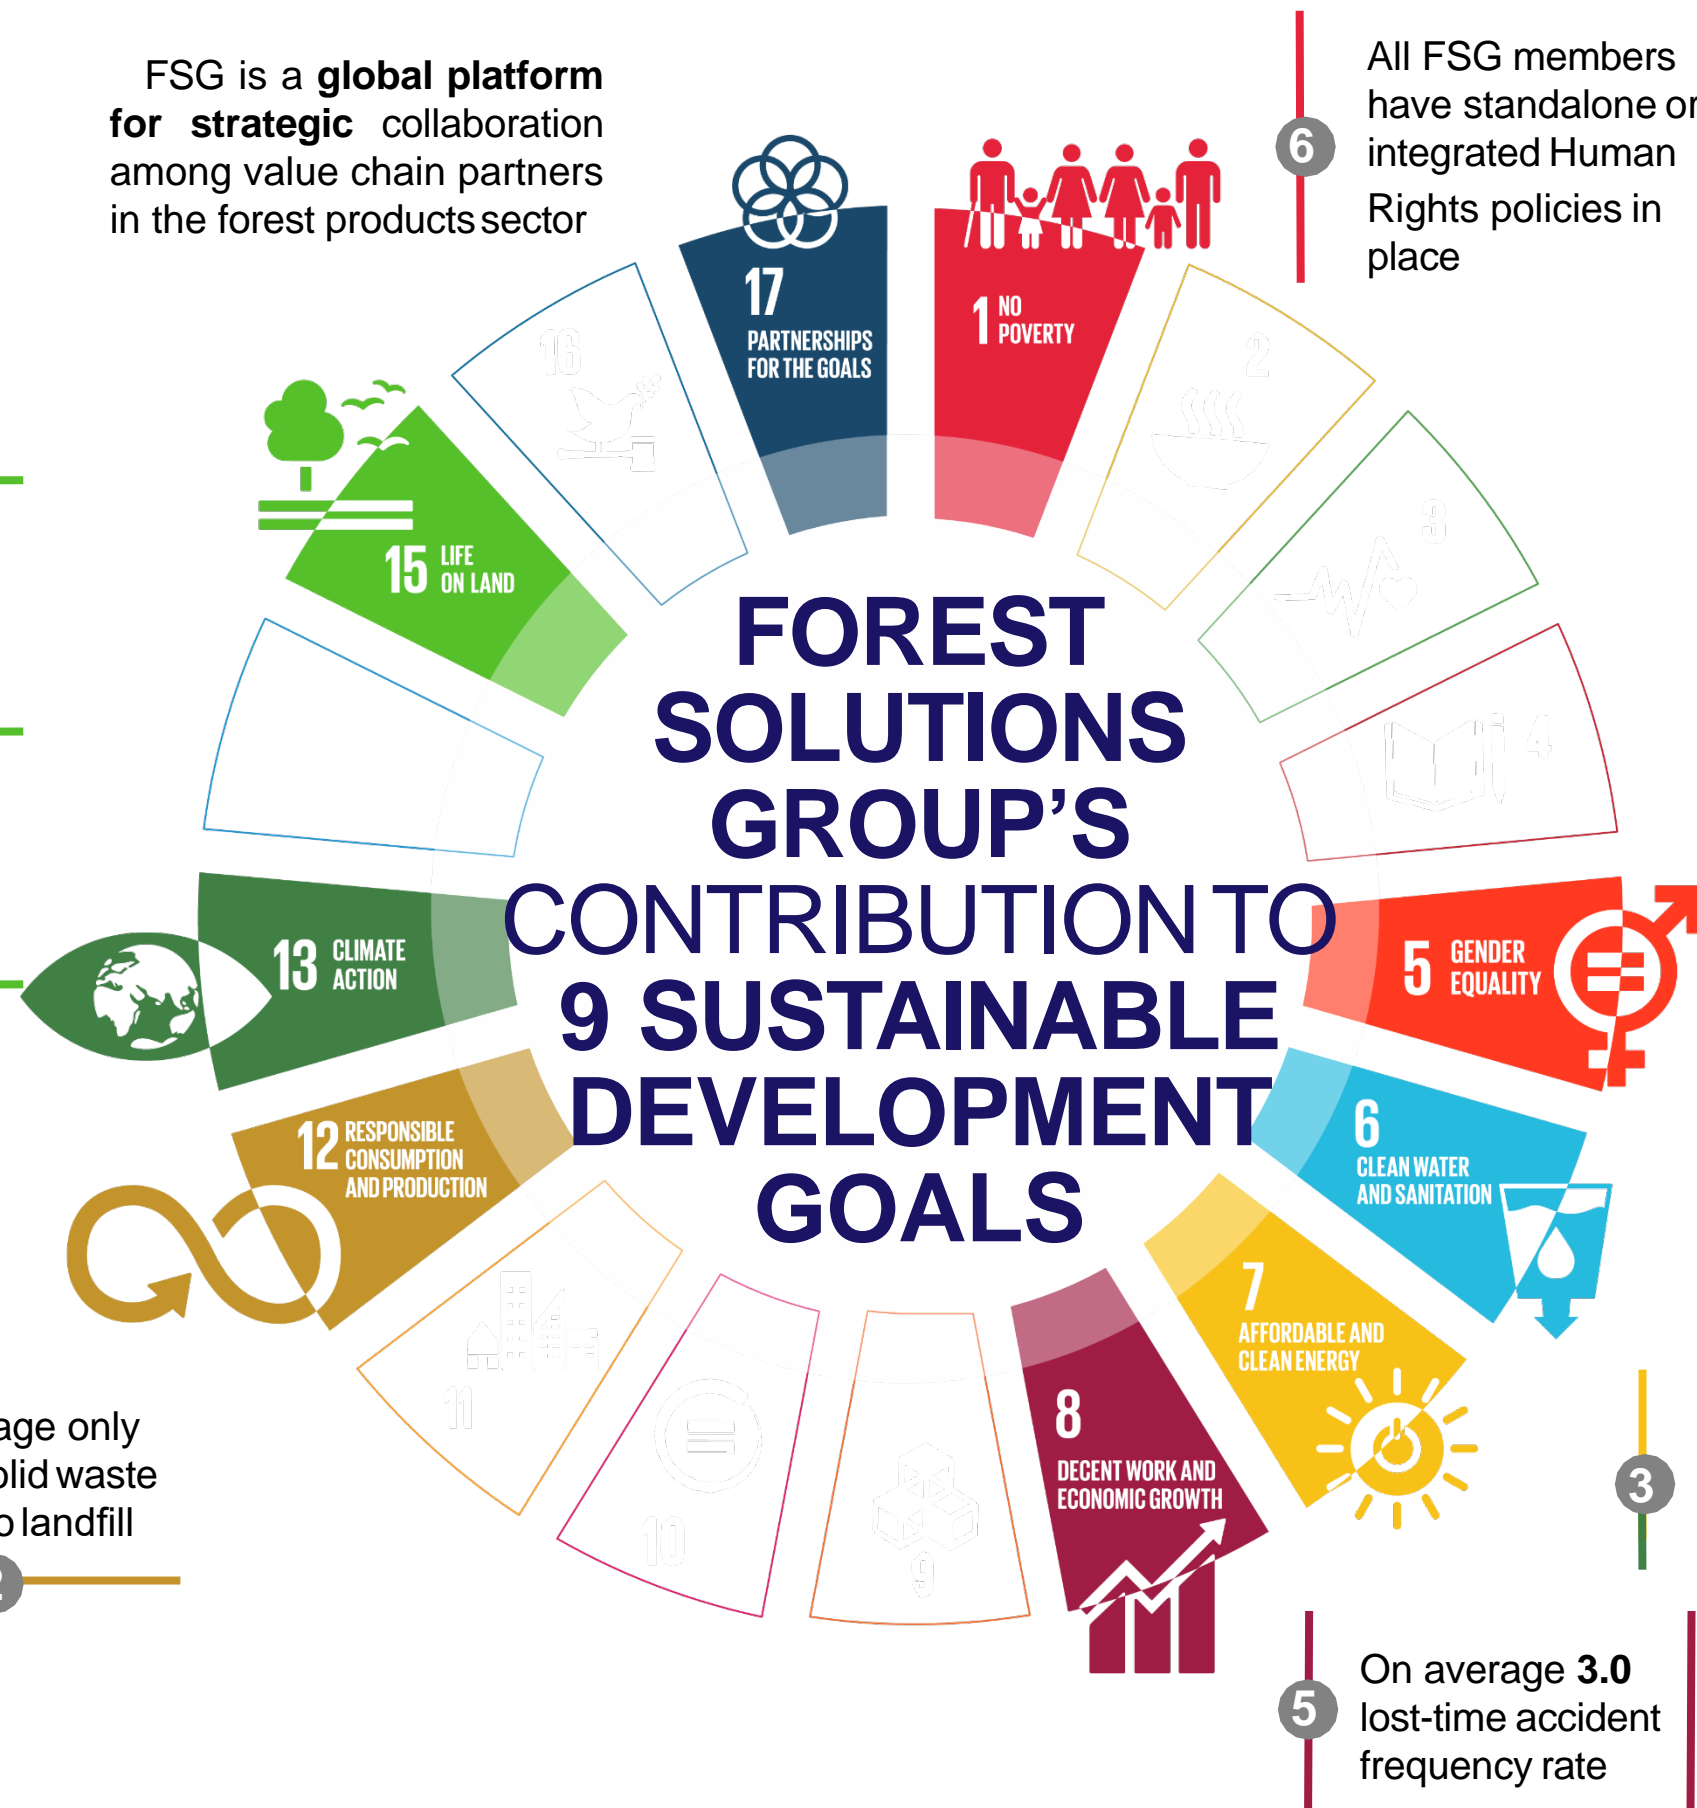 FSG is a global platform
for strategic collaboration
among value chain partners
in the forest products sector
6
All FSG members
have standalone or
integrated Human
Rights policies in
place
17
PARTNERSHIPS
FOR THE GOALS
1 NO
POVERTY
16
2
3
4
15 LIFE
ON LAND
13 CLIMATE
ACTION
12 RESPONSIBLE
CONSUMPTION
AND PRODUCTION
FOREST
SOLUTIONS
GROUP’S
CONTRIBUTION TO
9 SUSTAINABLE
DEVELOPMENT
GOALS
5 GENDER
EQUALITY
6
CLEAN WATER
AND SANITATION
7
AFFORDABLE AND
CLEAN ENERGY
8
DECENT WORK AND
ECONOMIC GROWTH
11
10
9
only
waste
landfill
3
5
On average 3.0
lost-time accident
frequency rate